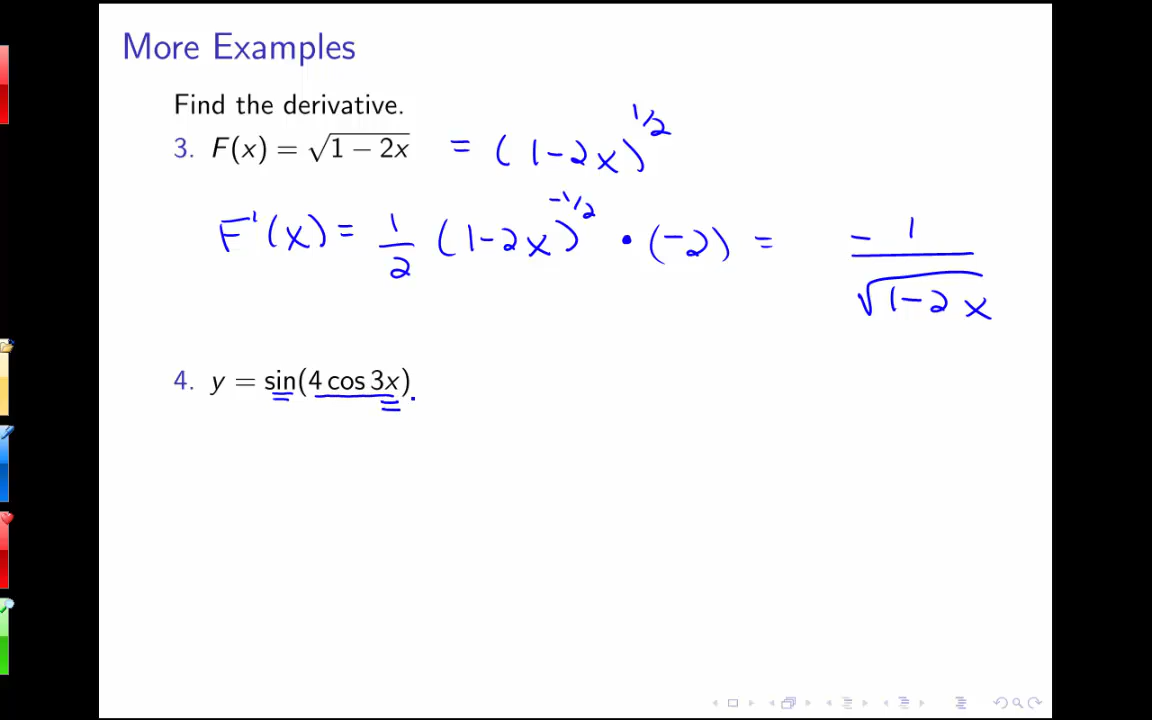 More Examples
Find the derivative.
3. F(x) = √(1 − 2x) = (1-2x)^1/2
F'(x) = 1/2 (1-2x)^-1/2 • (-2) = -1/√(1-2x)
4. y = sin(4 cos 3x).